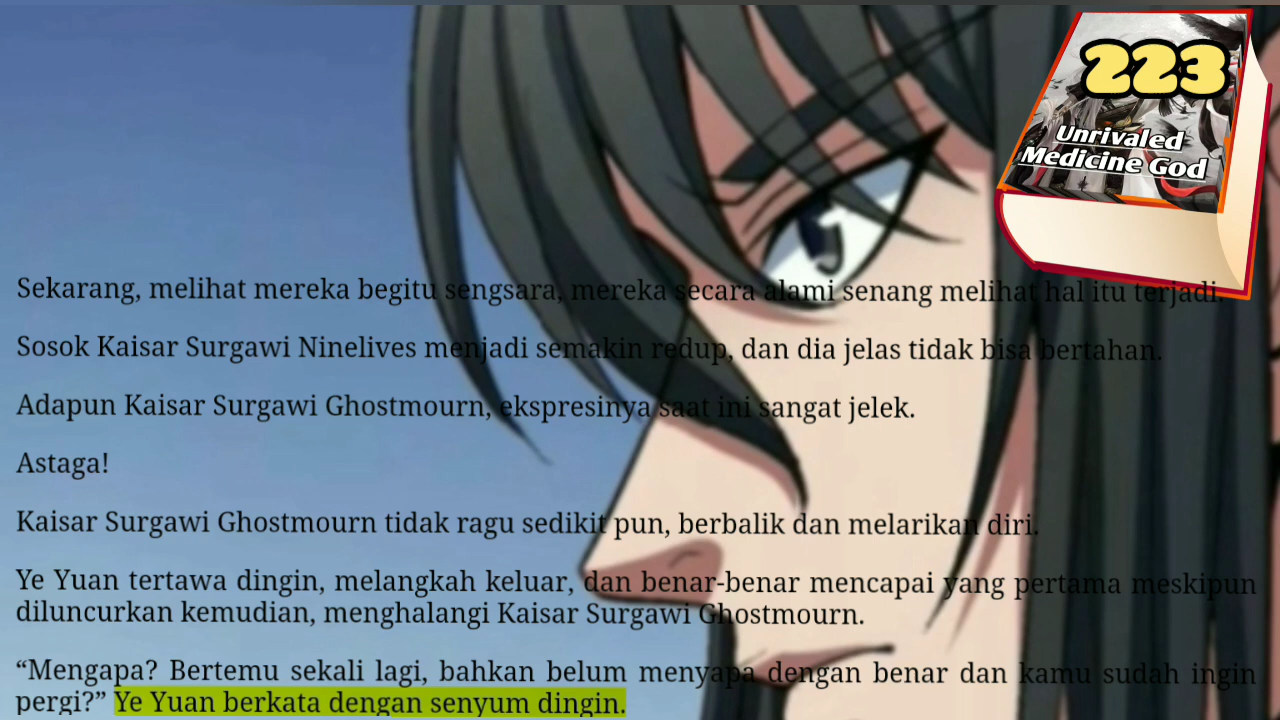 223
Unrivaled
Medicine God
Sekarang, melihat mereka begitu sengsara, mereka secara alami senang melihat hal itu terjadi.
Sosok Kaisar Surgawi Ninelives menjadi semakin redup, dan dia jelas tidak bisa bertahan.
Adapun Kaisar Surgawi Ghostmourn, ekspresinya saat ini sangat jelek.
Astaga!
Kaisar Surgawi Ghostmourn tidak ragu sedikit pun, berbalik dan melarikan diri.
Ye Yuan tertawa dingin, melangkah keluar, dan benar-benar mencapai yang pertama meskipun
diluncurkan kemudian, menghalangi Kaisar Surgawi Ghostmourn.
“Mengapa? Bertemu sekali lagi, bahkan belum menyapa dengan benar dan kamu sudah ingin
pergi?” Ye Yuan berkata dengan senyum dingin.